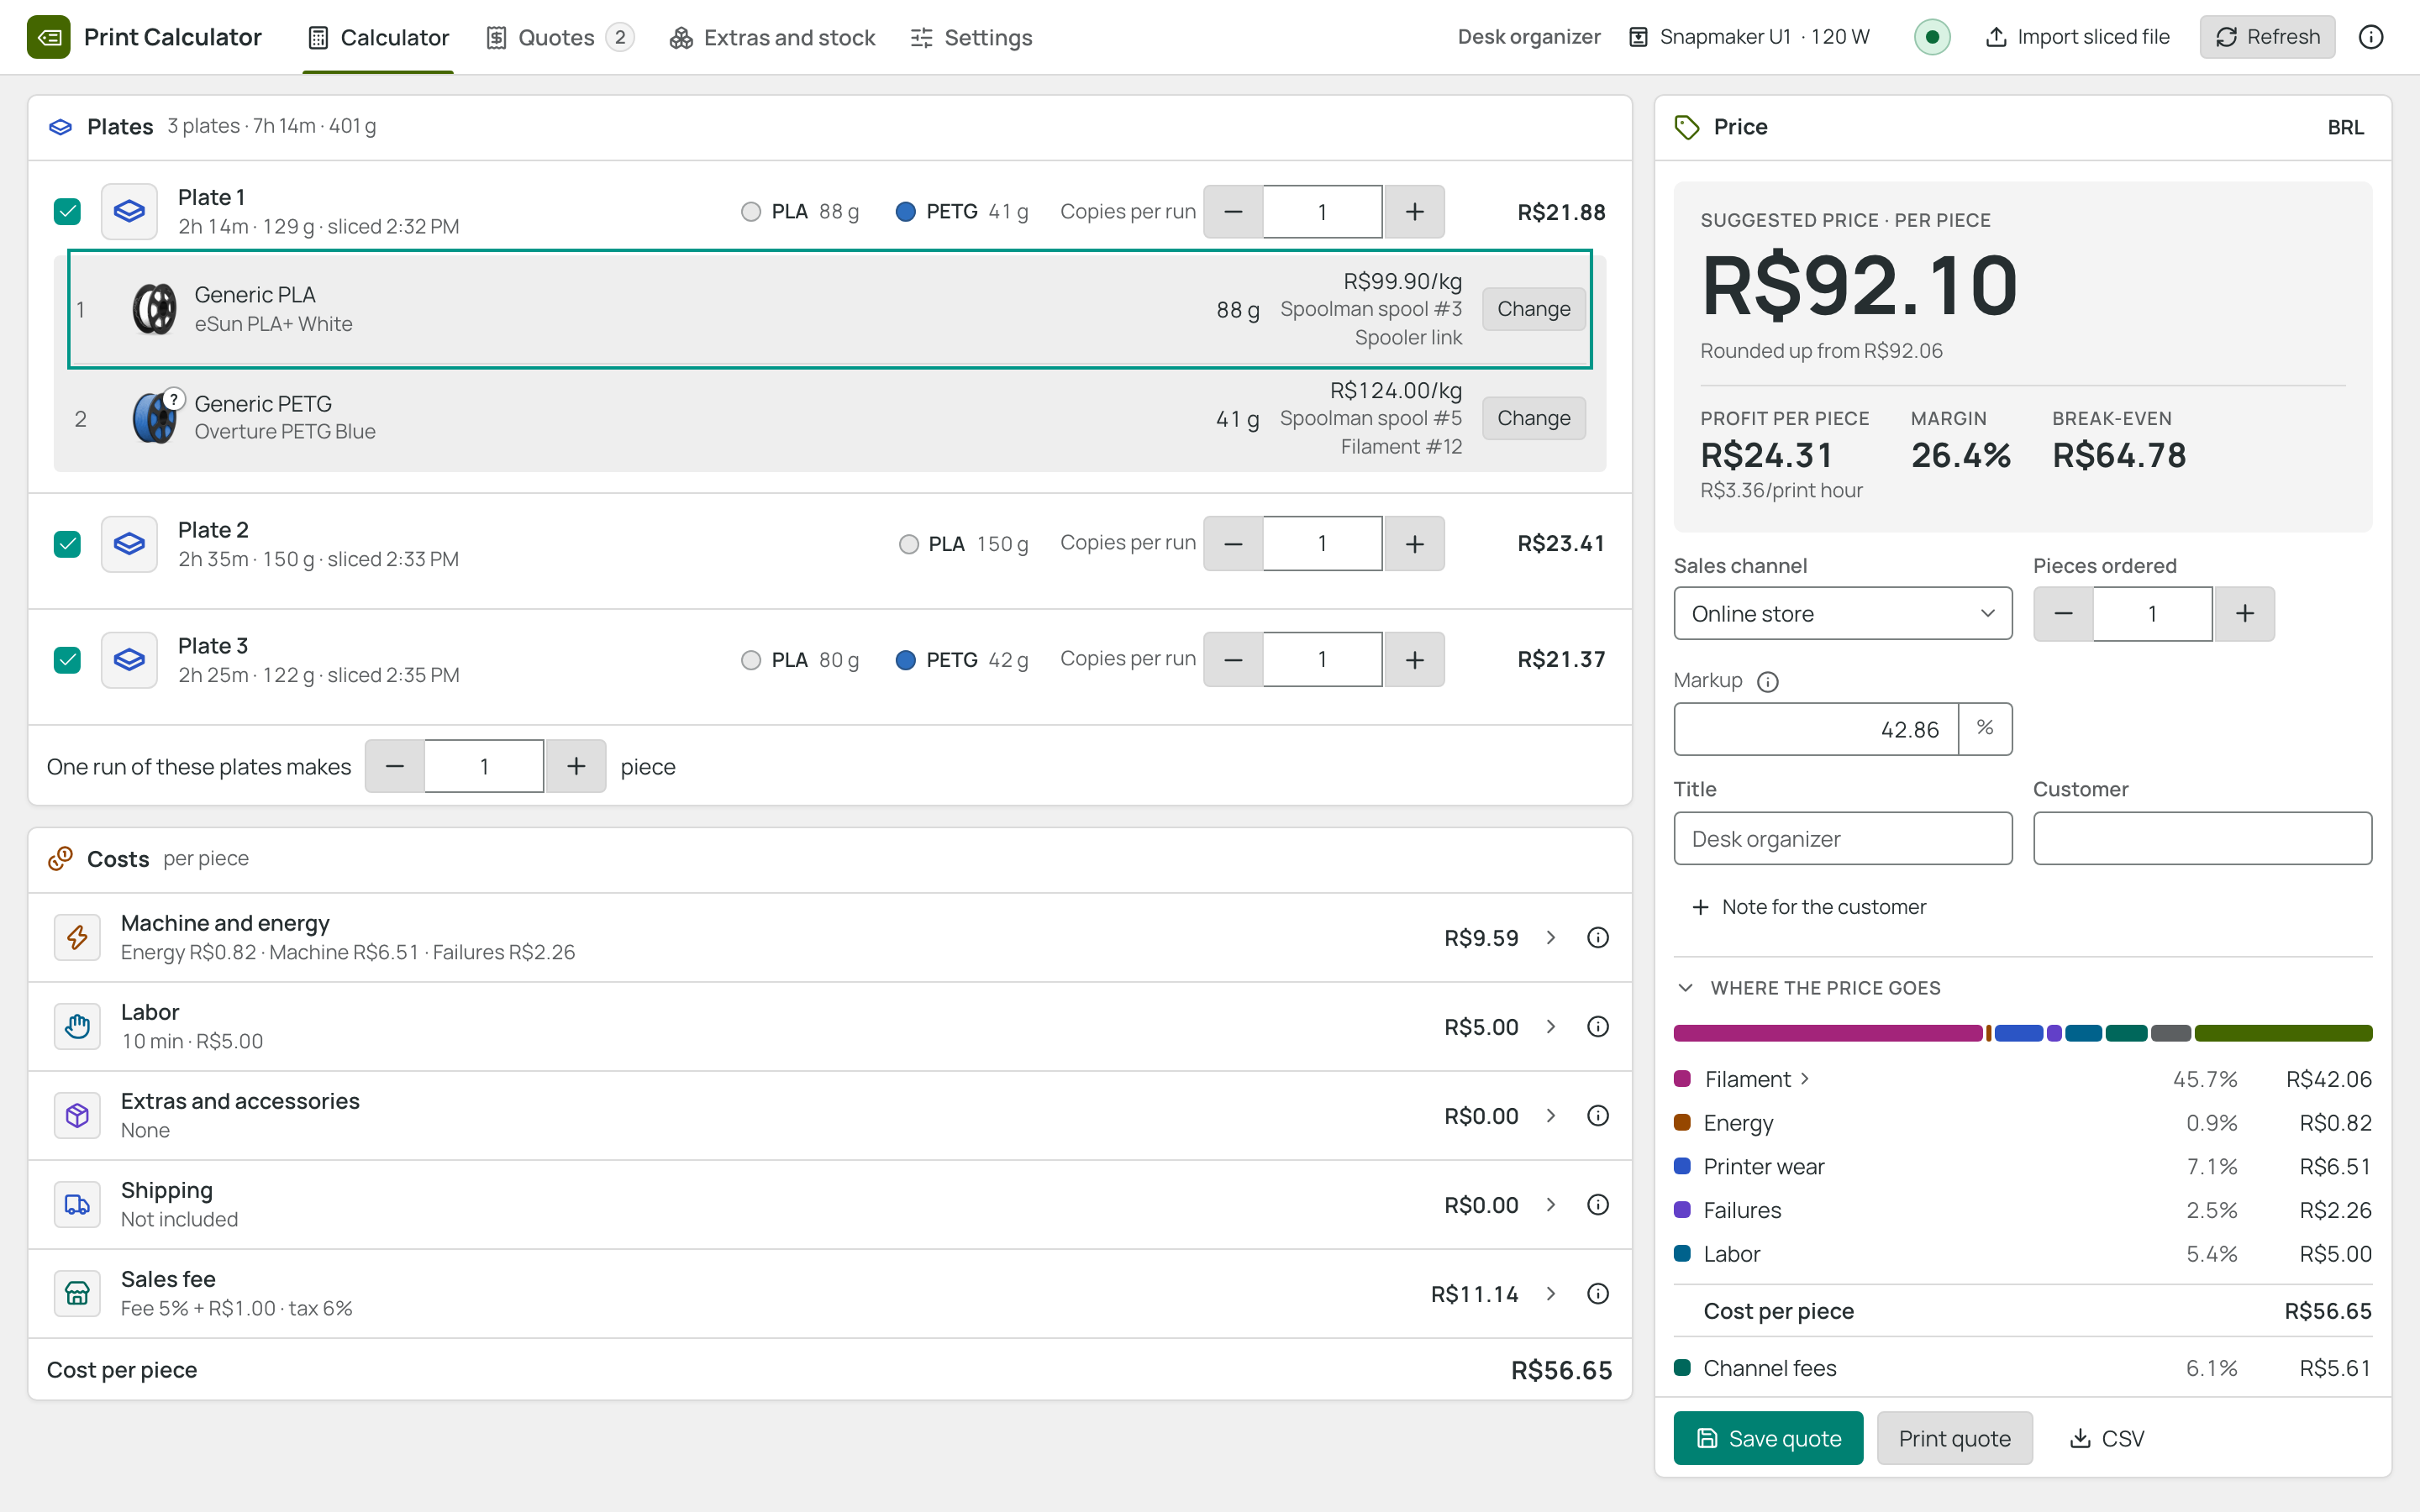 Print Calculator
Calculator
Quotes 2
Extras and stock
Settings
Desk organizer
Snapmaker U1 · 120 W
Import sliced file
Refresh
Plates 3 plates · 7h 14m · 401 g
Plate 1
2h 14m · 129 g · sliced 2:32 PM
PLA 88 g PETG 41 g Copies per run 1 R$21.88
1
Generic PLA
eSun PLA+ White
88 g
R$99.90/kg
Spoolman spool #3
Spooler link
Change
2
?
Generic PETG
Overture PETG Blue
41 g
R$124.00/kg
Spoolman spool #5
Filament #12
Change
Plate 2
2h 35m · 150 g · sliced 2:33 PM
PLA 150 g Copies per run 1 R$23.41
Plate 3
2h 25m · 122 g · sliced 2:35 PM
PLA 80 g PETG 42 g Copies per run 1 R$21.37
One run of these plates makes 1 piece
Costs per piece
Machine and energy
Energy R$0.82 · Machine R$6.51 · Failures R$2.26
R$9.59
Labor
10 min · R$5.00
R$5.00
Extras and accessories
None
R$0.00
Shipping
Not included
R$0.00
Sales fee
Fee 5% + R$1.00 · tax 6%
R$11.14
Cost per piece R$56.65
Price BRL
SUGGESTED PRICE · PER PIECE
R$92.10
Rounded up from R$92.06
PROFIT PER PIECE
R$24.31
R$3.36/print hour
MARGIN
26.4%
BREAK-EVEN
R$64.78
Sales channel
Online store
Pieces ordered
1
Markup
42.86 %
Title
Desk organizer
Customer
Note for the customer
WHERE THE PRICE GOES
Filament 45.7% R$42.06
Energy 0.9% R$0.82
Printer wear 7.1% R$6.51
Failures 2.5% R$2.26
Labor 5.4% R$5.00
Cost per piece R$56.65
Channel fees 6.1% R$5.61
Save quote
Print quote
CSV